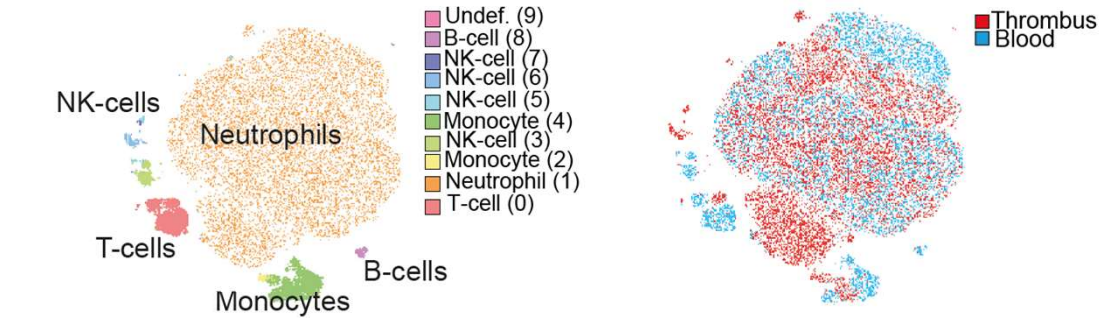 NK-cells
Neutrophils
T-cells
Monocytes
B-cells
Undef. (9)
B-cell (8)
NK-cell (7)
NK-cell (6)
NK-cell (5)
Monocyte (4)
NK-cell (3)
Monocyte (2)
Neutrophil (1)
T-cell (0)
Thrombus
Blood